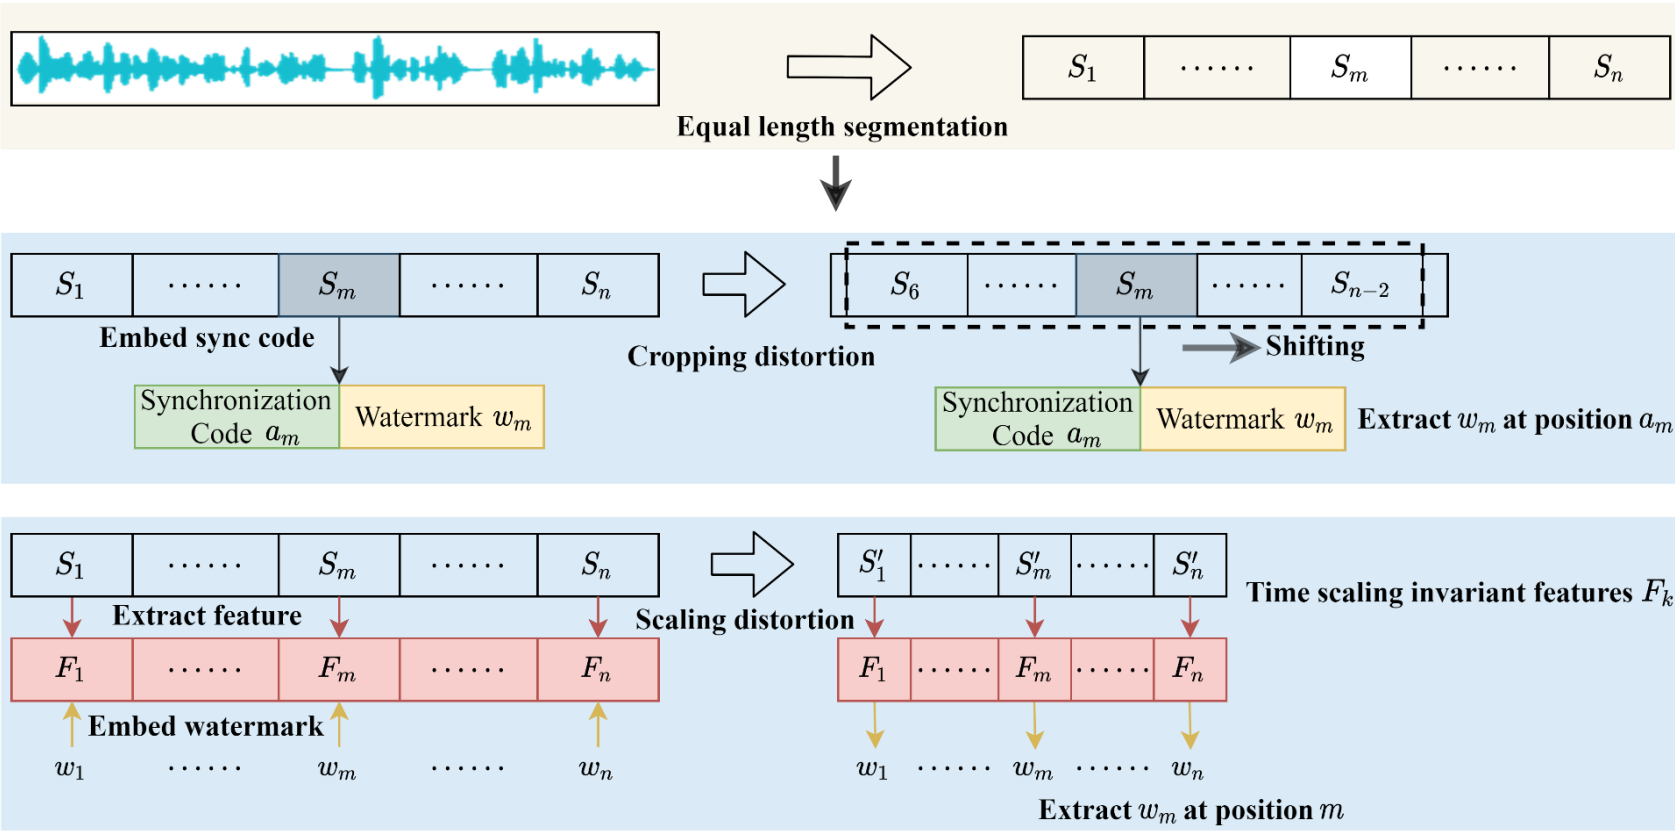 S₁ ······ Sₘ ······ Sₙ
Equal length segmentation
S₁ ······ Sₘ ······ Sₙ
S₆ ······ Sₘ ······ Sₙ₋₂
Embed sync code
Cropping distortion
Shifting
Synchronization
Code aₘ
Watermark wₘ
Synchronization
Code aₘ
Watermark wₘ
Extract wₘ at position aₘ
S₁ ······ Sₘ ······ Sₙ
S′₁ ······ S′ₘ ······ S′ₙ
Time scaling invariant features Fₖ
Extract feature
Scaling distortion
F₁ ······ Fₘ ······ Fₙ
F₁ ······ Fₘ ······ Fₙ
Embed watermark
w₁ ······ wₘ ······ wₙ
w₁ ······ wₘ ······ wₙ
Extract wₘ at position m